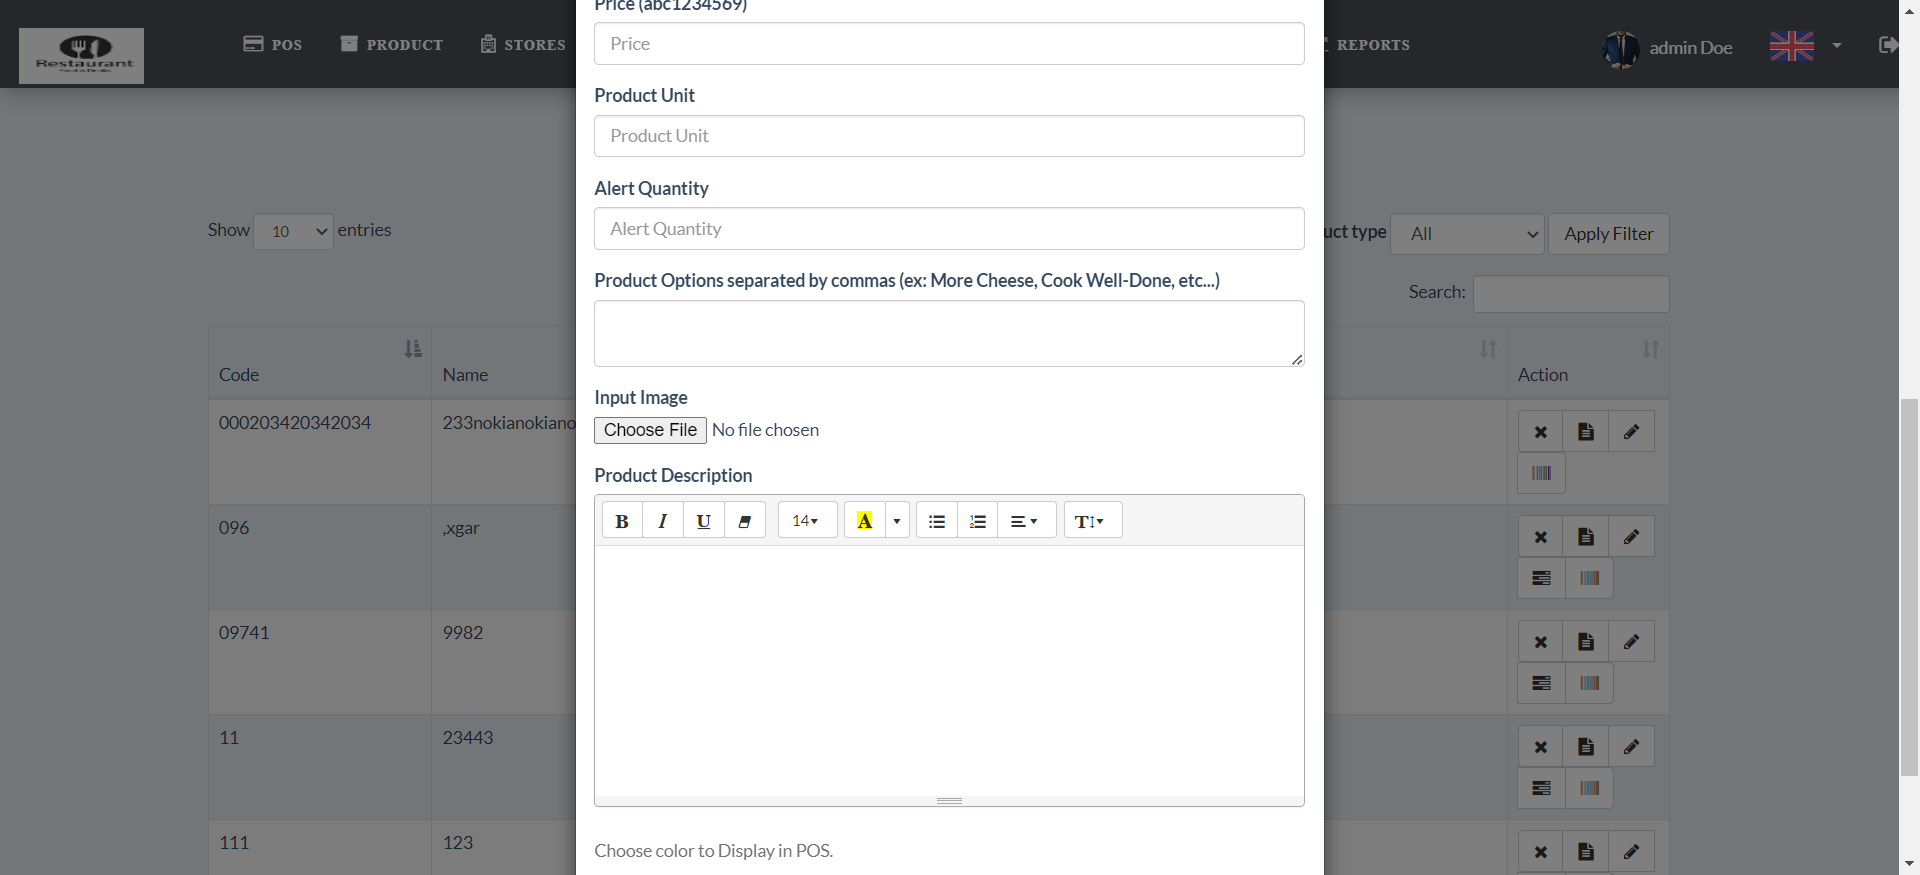 Price (abc1234569)
Restaurant
POS
PRODUCT
STORES
REPORTS
admin Doe
Price
Product Unit
Product Unit
Alert Quantity
Alert Quantity
Show 10 entries
uct type All Apply Filter
Search:
Product Options separated by commas (ex: More Cheese, Cook Well-Done, etc...)
Code
Name
Action
Input Image
Choose File No file chosen
000203420342034
233nokianokiano
Product Description
B I U 14 A T
096
,xgar
09741
9982
11
23443
111
123
Choose color to Display in POS.